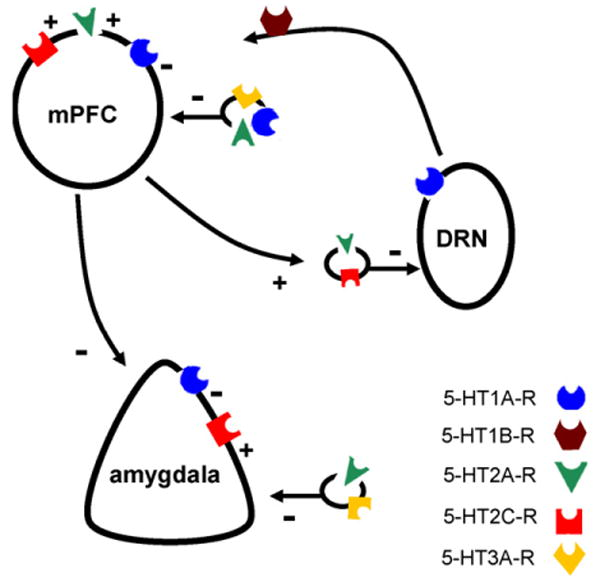 +
+
-
mPFC
-
DRN
-
+
-
-
+
amygdala
-
5-HT1A-R
5-HT1B-R
5-HT2A-R
5-HT2C-R
5-HT3A-R